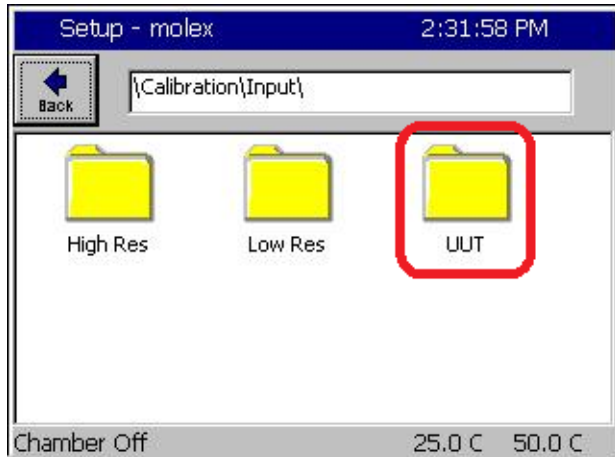 Setup - molex 2:31:58 PM
Back \Calibration\Input\
High Res Low Res UUT
Chamber Off 25.0 C 50.0 C